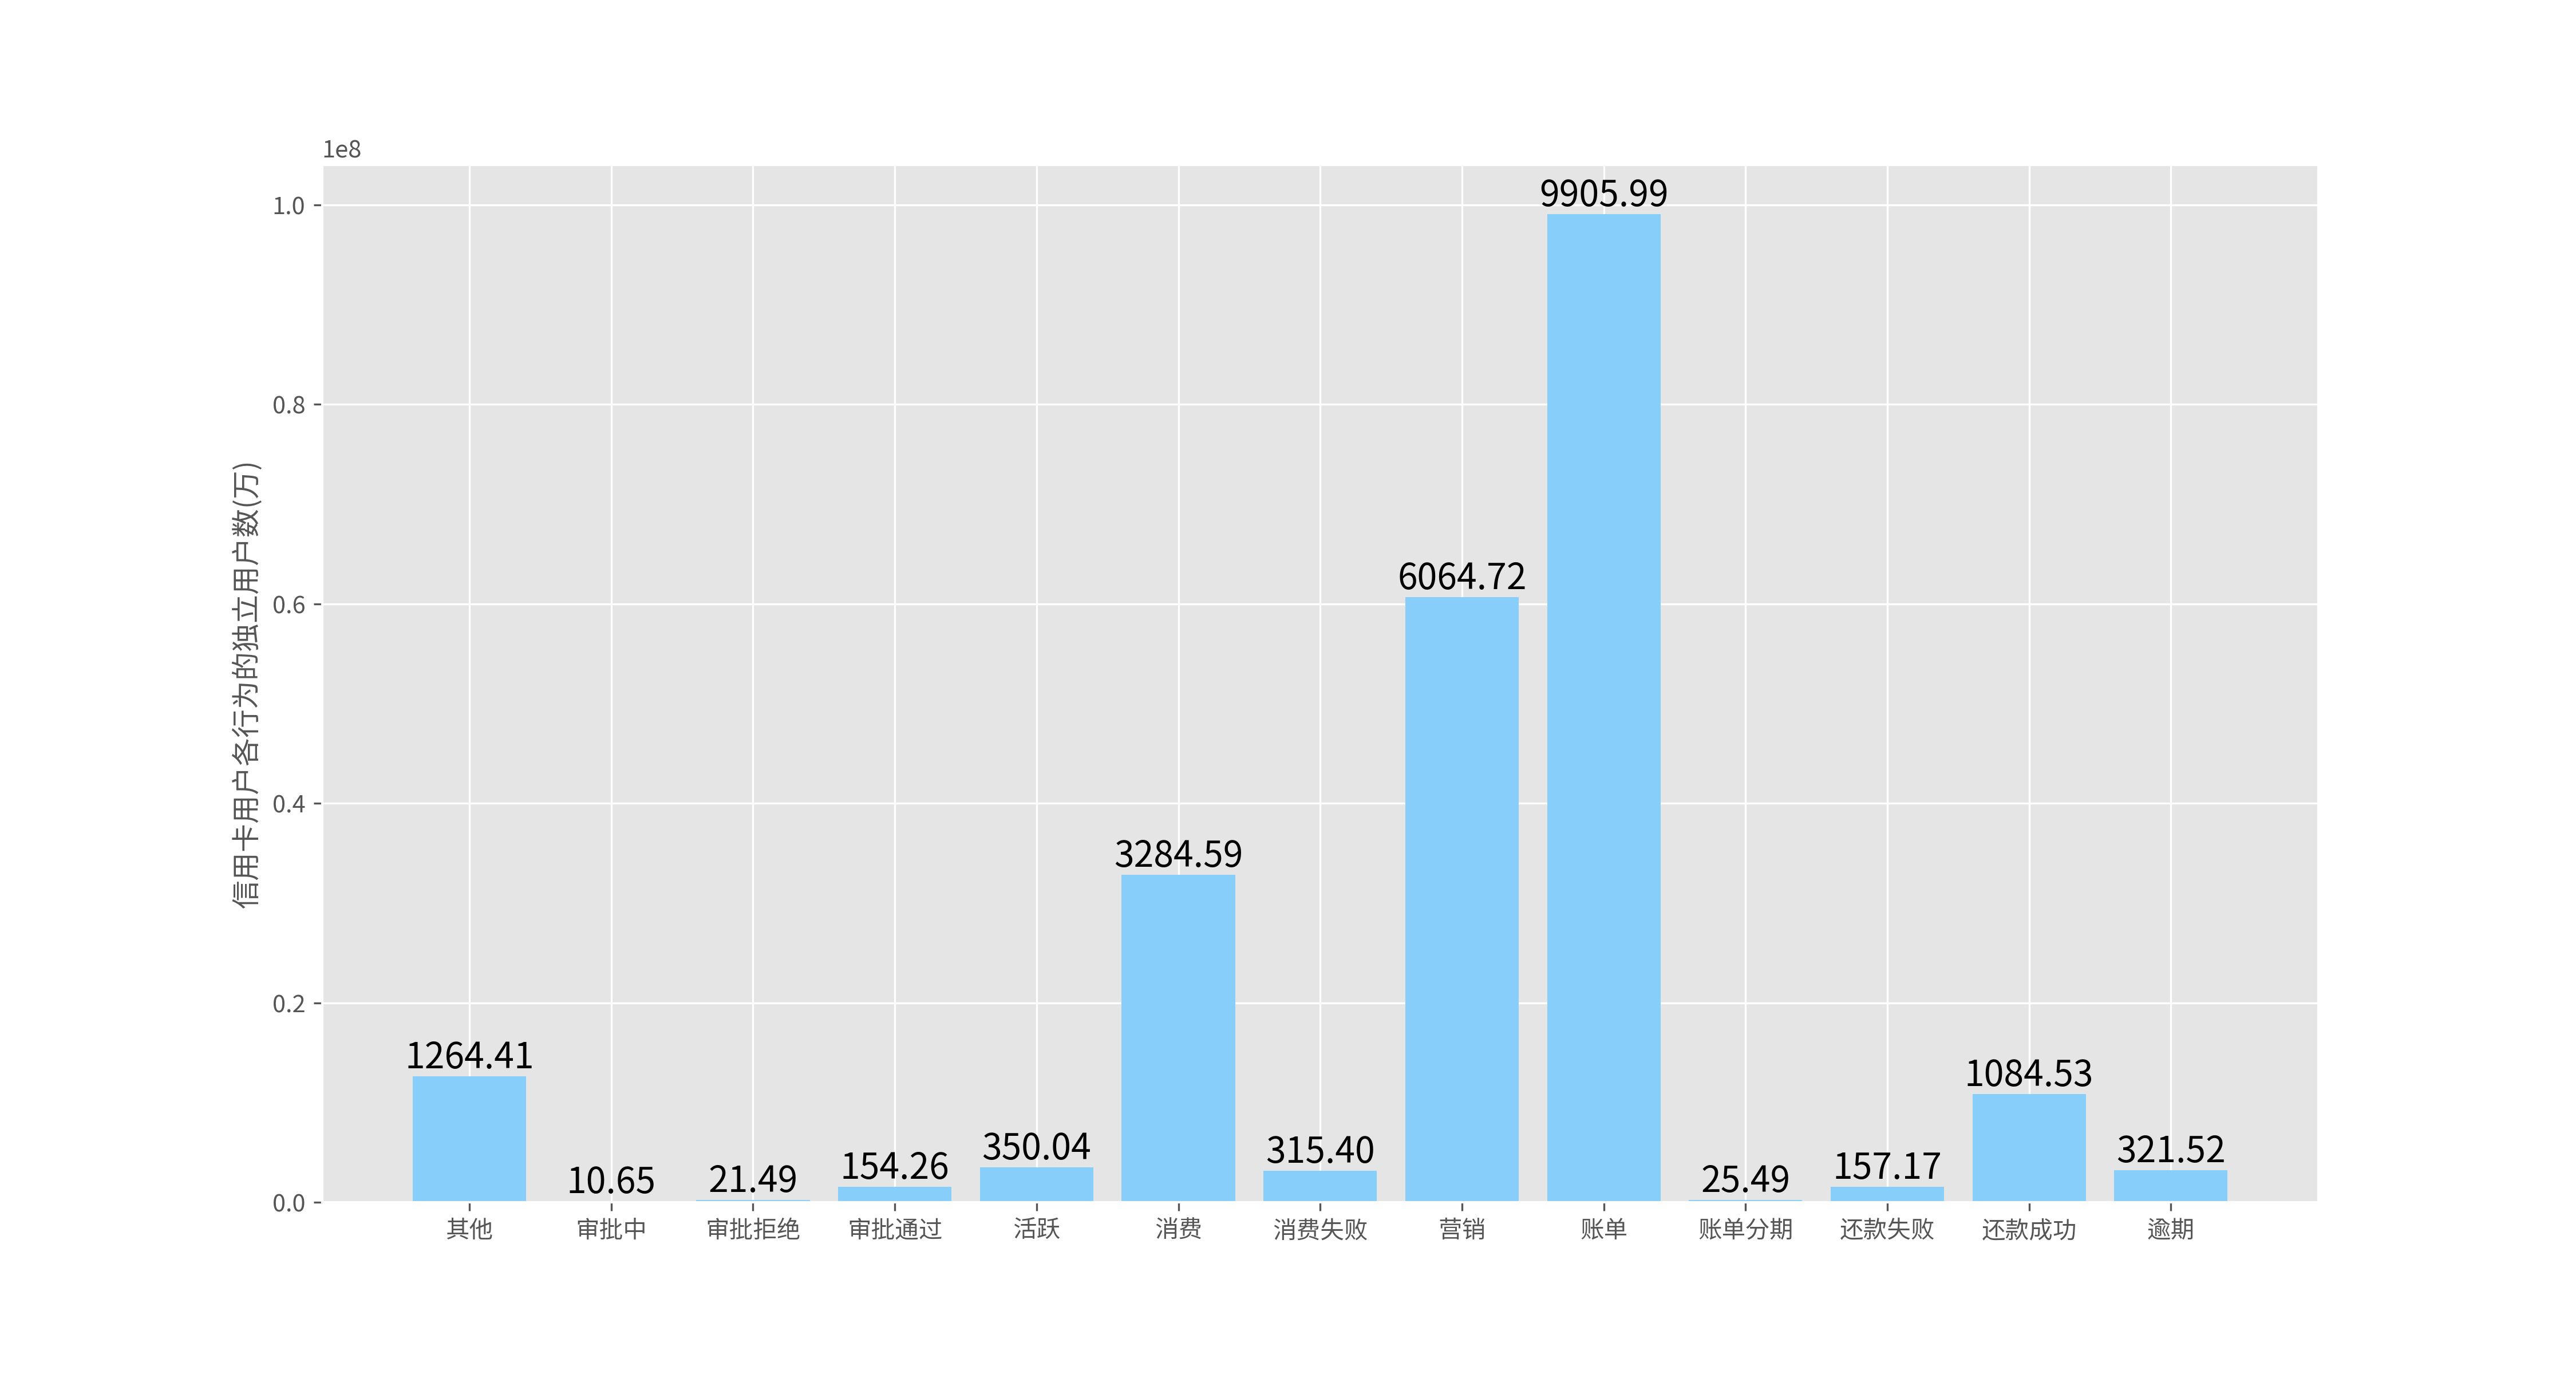 1e8
1.0
0.8
0.6
0.4
0.2
0.0
信用卡用户各行为的独立用户数(万)
1264.41
10.65
21.49
154.26
350.04
3284.59
315.40
6064.72
9905.99
25.49
157.17
1084.53
321.52
其他
审批中
审批拒绝
审批通过
活跃
消费
消费失败
营销
账单
账单分期
还款失败
还款成功
逾期